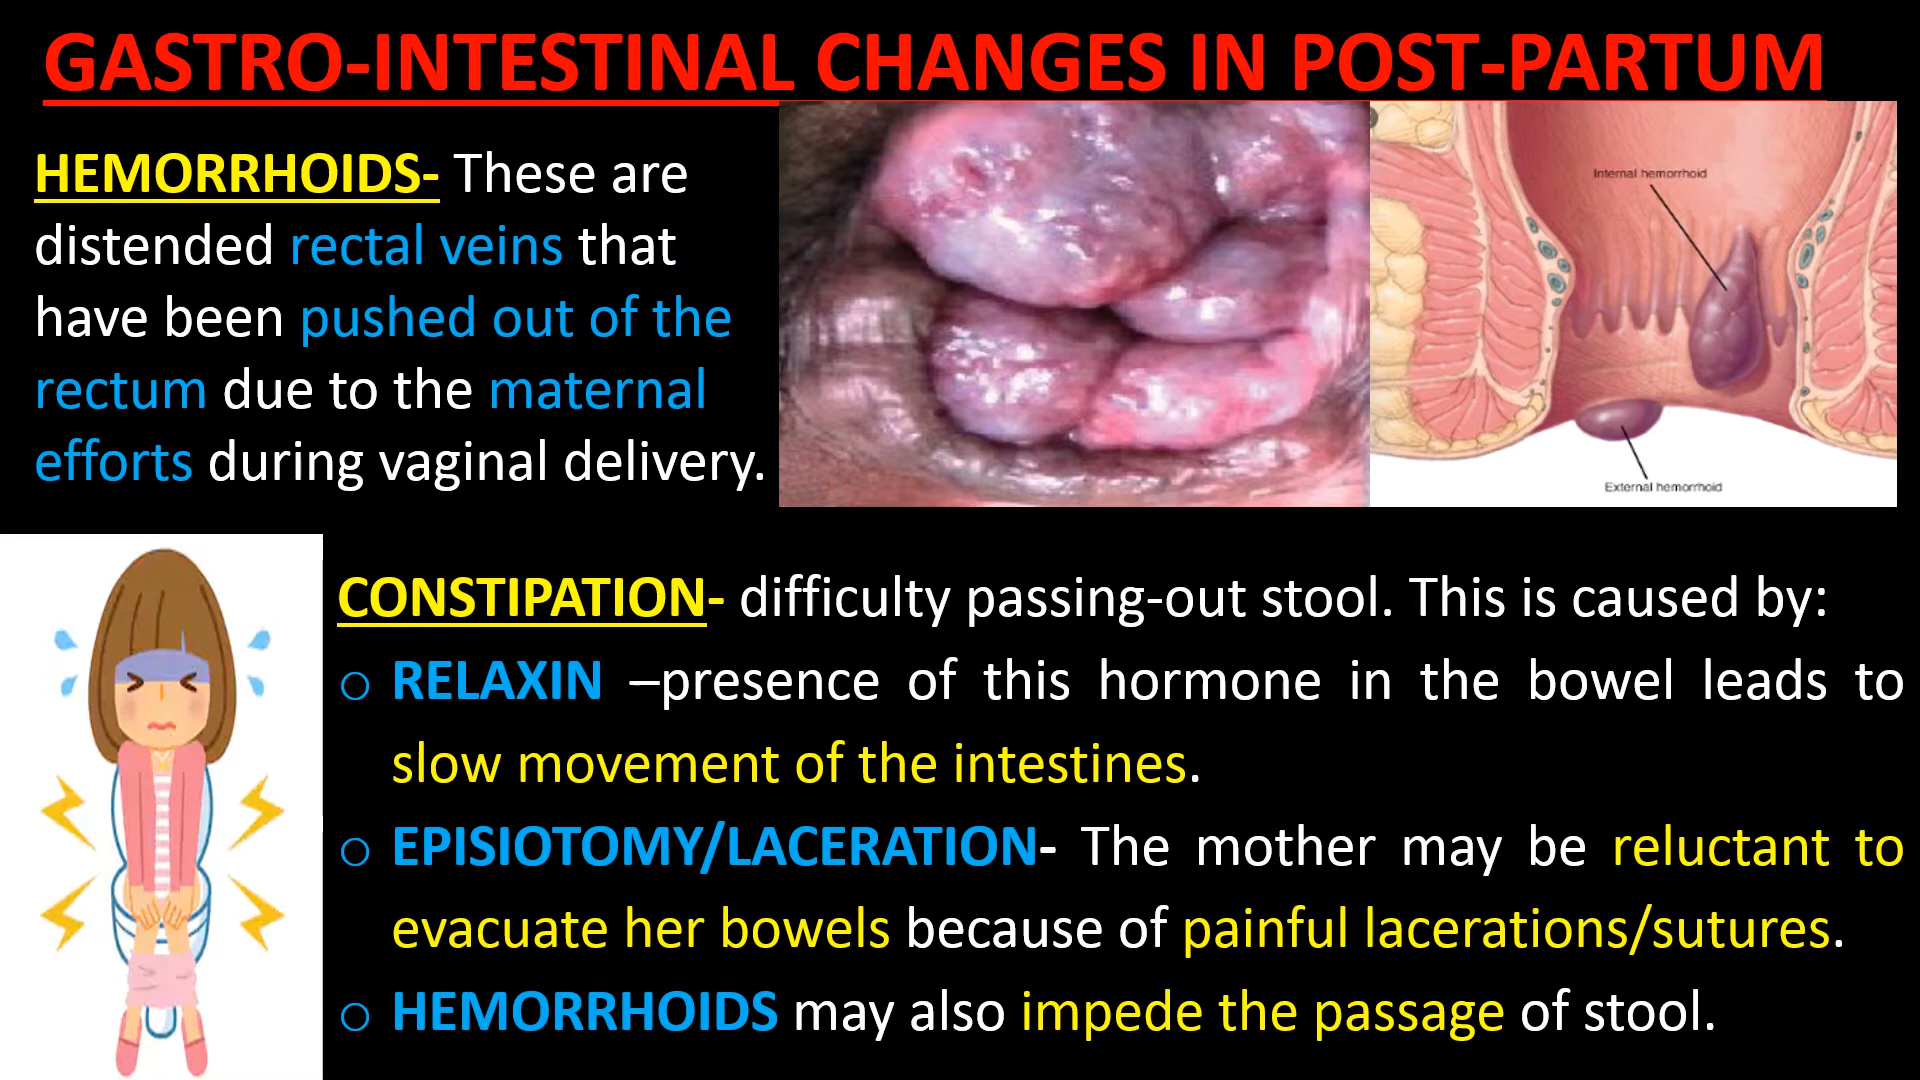 GASTRO-INTESTINAL CHANGES IN POST-PARTUM
HEMORRHOIDS- These are
distended rectal veins that
have been pushed out of the
rectum due to the maternal
efforts during vaginal delivery.
Internal hemorrhoid
External hemorrhoid
CONSTIPATION- difficulty passing-out stool. This is caused by:
o RELAXIN –presence of this hormone in the bowel leads to
slow movement of the intestines.
o EPISIOTOMY/LACERATION- The mother may be reluctant to
evacuate her bowels because of painful lacerations/sutures.
o HEMORRHOIDS may also impede the passage of stool.